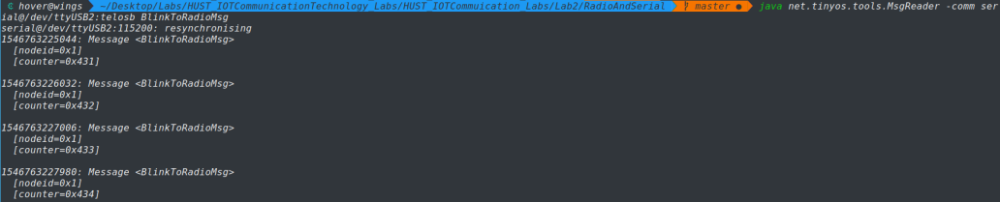 hover@wings ~/Desktop/Labs/HUST_IOTCommunicationTechnology_Labs/HUST_IOTCommuication_Labs/Lab2/RadioAndSerial master ● java net.tinyos.tools.MsgReader -comm ser
ial@/dev/ttyUSB2:telosb BlinkToRadioMsg
serial@/dev/ttyUSB2:115200: resynchronising
1546763225044: Message <BlinkToRadioMsg>
[nodeid=0x1]
[counter=0x431]
1546763226032: Message <BlinkToRadioMsg>
[nodeid=0x1]
[counter=0x432]
1546763227006: Message <BlinkToRadioMsg>
[nodeid=0x1]
[counter=0x433]
1546763227980: Message <BlinkToRadioMsg>
[nodeid=0x1]
[counter=0x434]